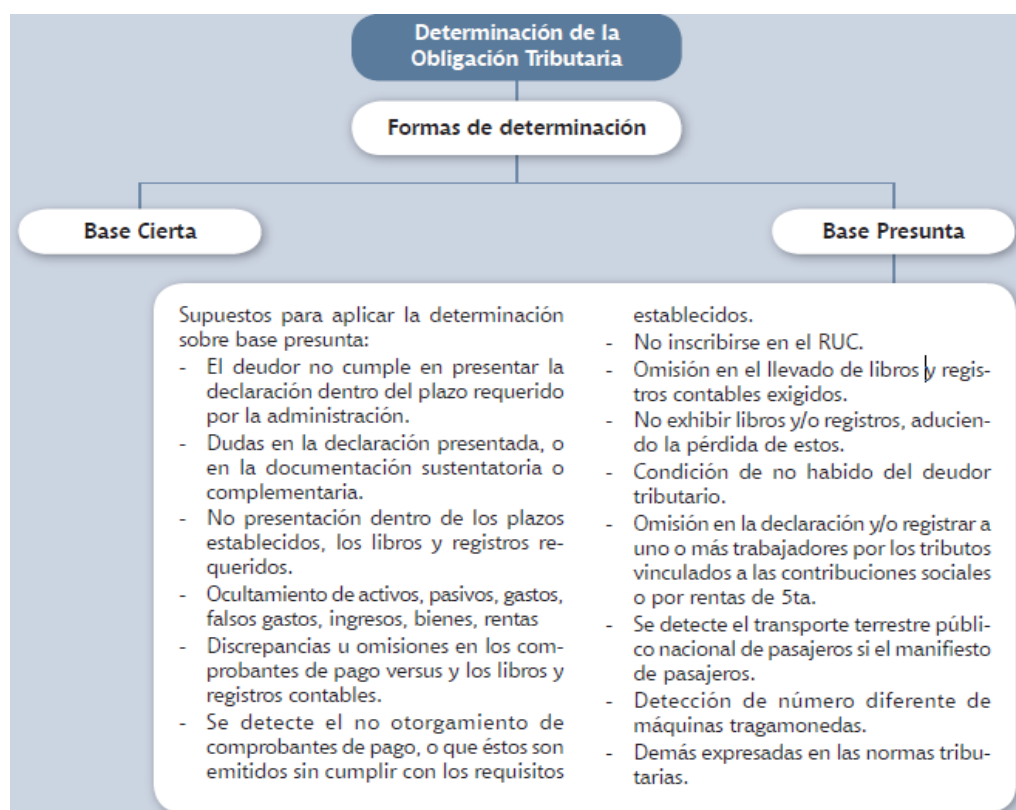 Determinación de la
Obligación Tributaria
Formas de determinación
Base Cierta
Base Presunta
Supuestos para aplicar la determinación
sobre base presunta:
- El deudor no cumple en presentar la
declaración dentro del plazo requerido
por la administración.
- Dudas en la declaración presentada, o
en la documentación sustentatoria o
complementaria.
- No presentación dentro de los plazos
establecidos, los libros y registros re-
queridos.
- Ocultamiento de activos, pasivos, gastos,
falsos gastos, ingresos, bienes, rentas
- Discrepancias u omisiones en los com-
probantes de pago versus y los libros y
registros contables.
- Se detecte el no otorgamiento de
comprobantes de pago, o que éstos son
emitidos sin cumplir con los requisitos
establecidos.
- No inscribirse en el RUC.
- Omisión en el llevado de libros y regis-
tros contables exigidos.
- No exhibir libros y/o registros, aducien-
do la pérdida de estos.
- Condición de no habido del deudor
tributario.
- Omisión en la declaración y/o registrar a
uno o más trabajadores por los tributos
vinculados a las contribuciones sociales
o por rentas de 5ta.
- Se detecte el transporte terrestre públi-
co nacional de pasajeros si el manifiesto
de pasajeros.
- Detección de número diferente de
máquinas tragamonedas.
- Demás expresadas en las normas tribu-
tarias.